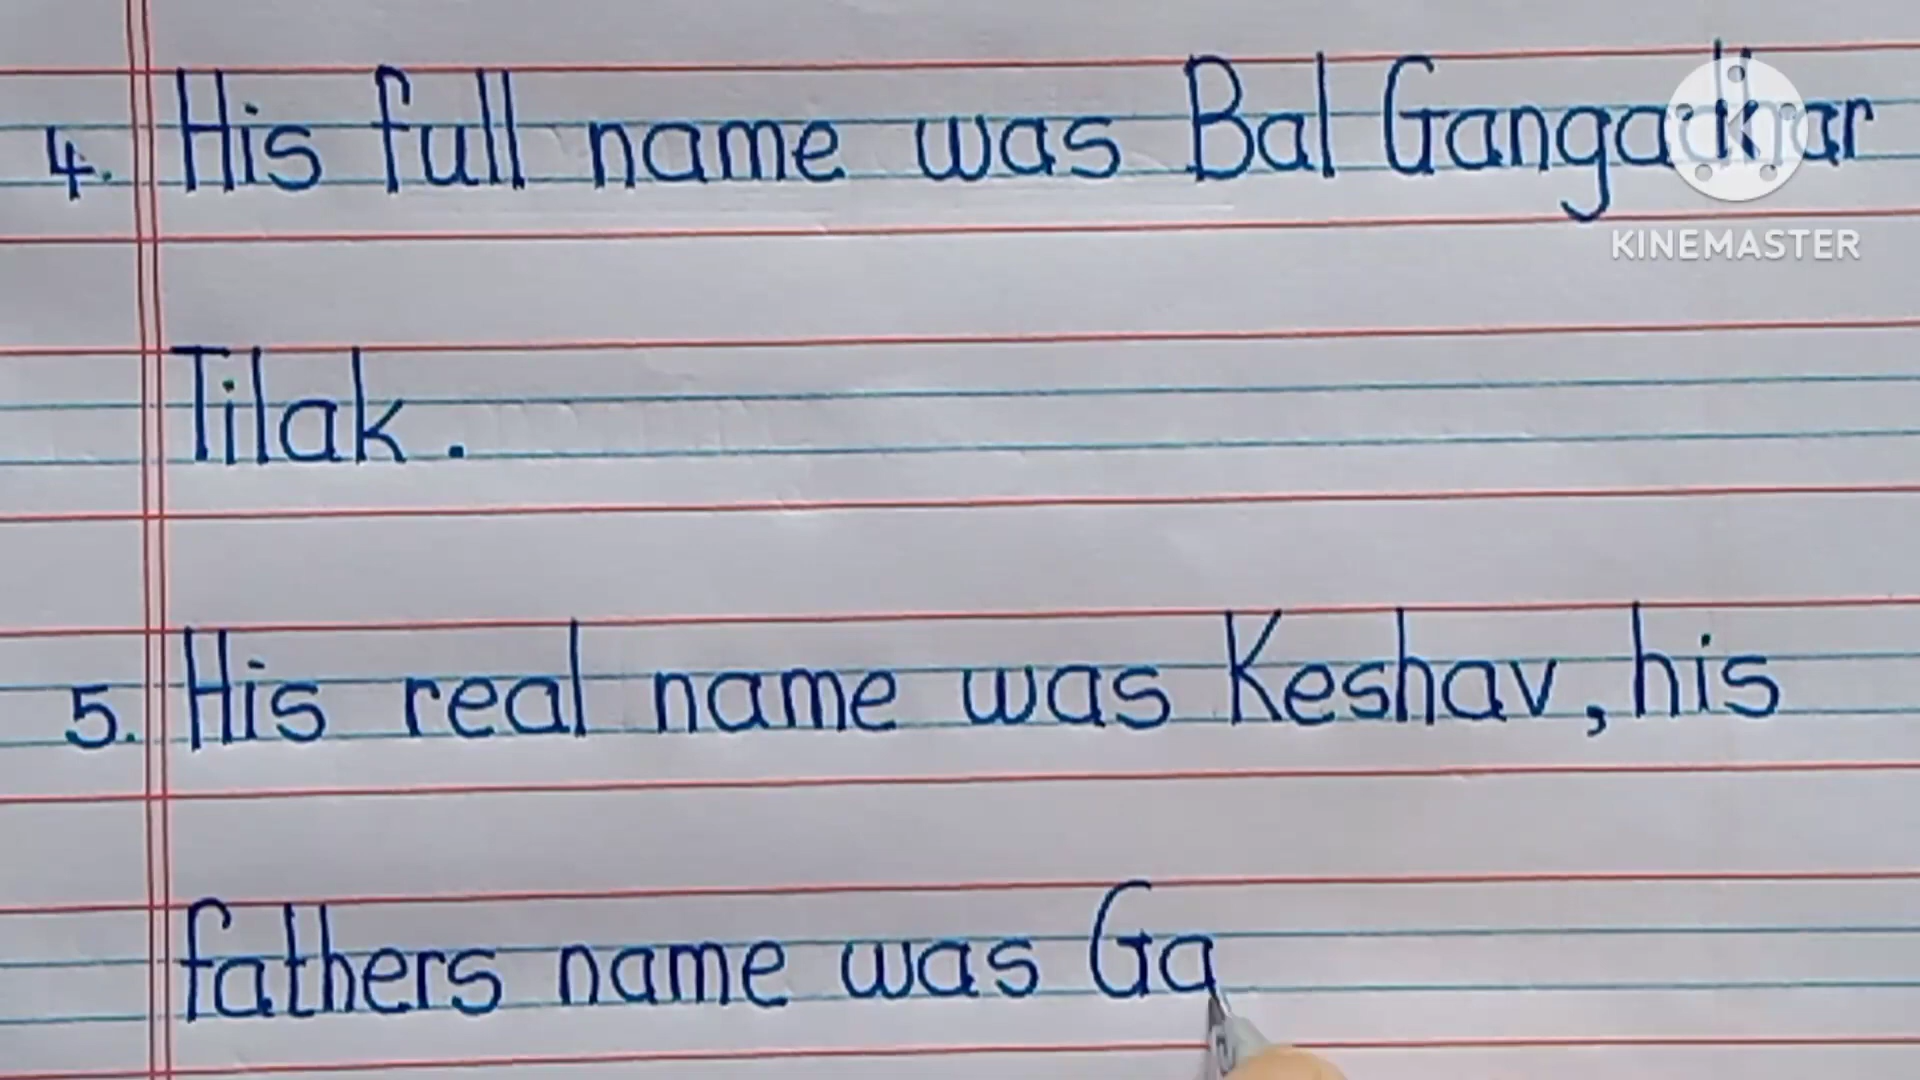 4. His full name was Bal Gangadhar
KINEMASTER
Tilak.
5. His real name was Keshav, his
fathers name was Ga